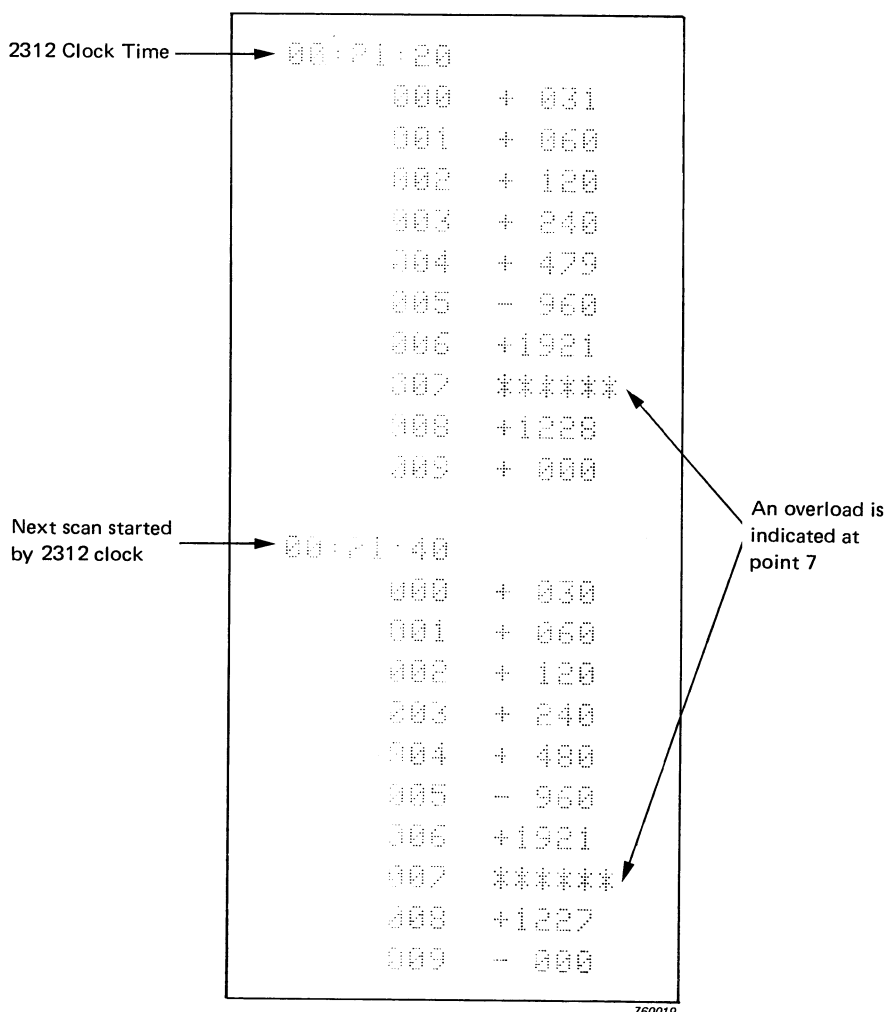 2312 Clock Time
00:21:20
000 + 031
001 + 060
002 + 120
003 + 240
004 + 479
005 - 960
006 +1921
007 ******
008 +1228
009 + 000
An overload is
indicated at
point 7
Next scan started
by 2312 clock
00:21:40
000 + 030
001 + 060
002 + 120
003 + 240
004 + 480
005 - 960
006 +1921
007 ******
008 +1227
009 - 000
760019